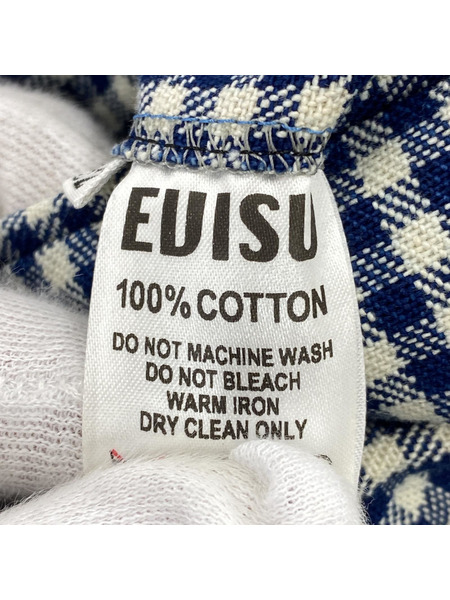 EVISU
100% COTTON
DO NOT MACHINE WASH
DO NOT BLEACH
WARM IRON
DRY CLEAN ONLY